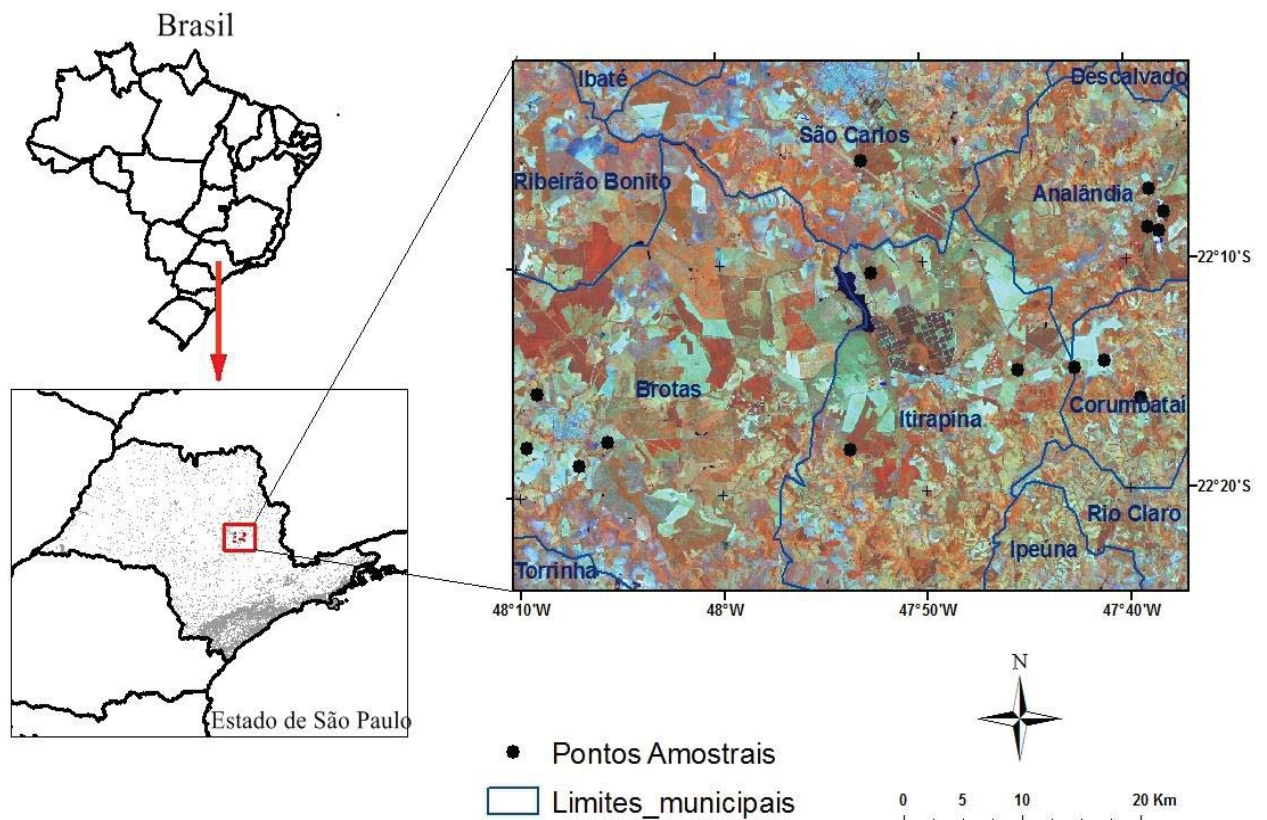 Brasil
Ibaté
Descalvado
São Carlos
Ribeirão Bonito
Analândia
22°10'S
Brotas
Itirapina
Corumbataí
22°20'S
Rio Claro
Ipeúna
Torrinha
48°10'W
48°W
47°50'W
47°40'W
Estado de São Paulo
N
Pontos Amostrais
Limites_municipais
0 5 10 20 Km